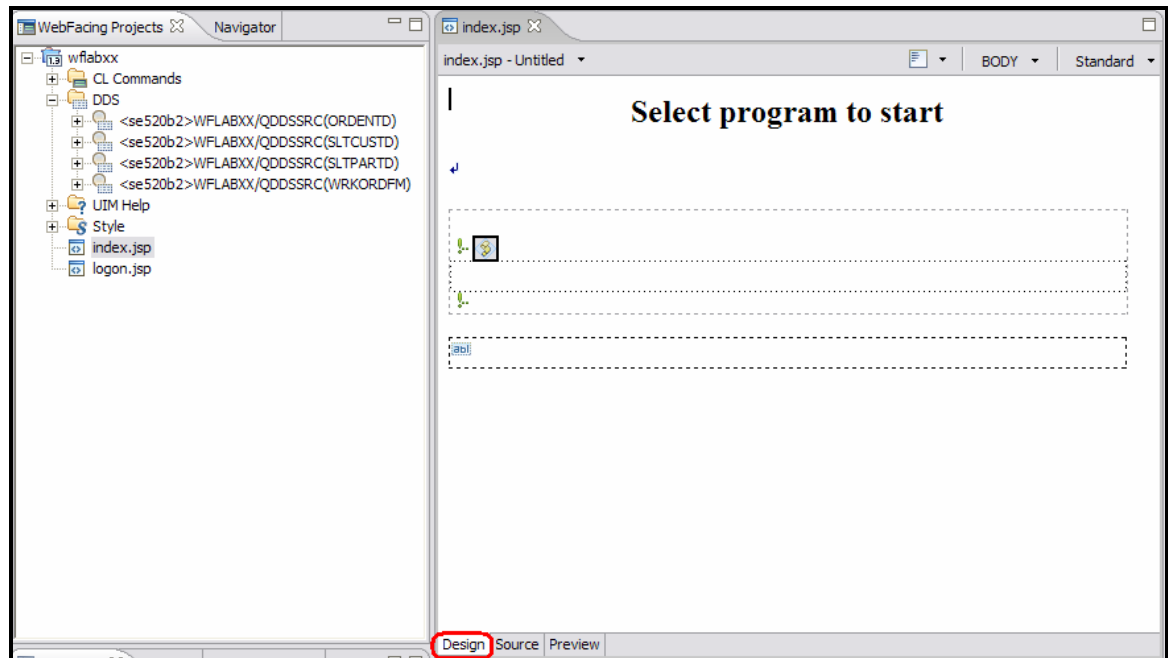 WebFacing Projects
Navigator
wflabxx
CL Commands
DDS
<se520b2>WFLABXX/QDDSSRC(ORDENTD)
<se520b2>WFLABXX/QDDSSRC(SLTCUSTD)
<se520b2>WFLABXX/QDDSSRC(SLTPARTD)
<se520b2>WFLABXX/QDDSSRC(WRKORDFM)
UIM Help
Style
index.jsp
logon.jsp
index.jsp
index.jsp - Untitled
BODY
Standard
Select program to start
abl
Design
Source
Preview